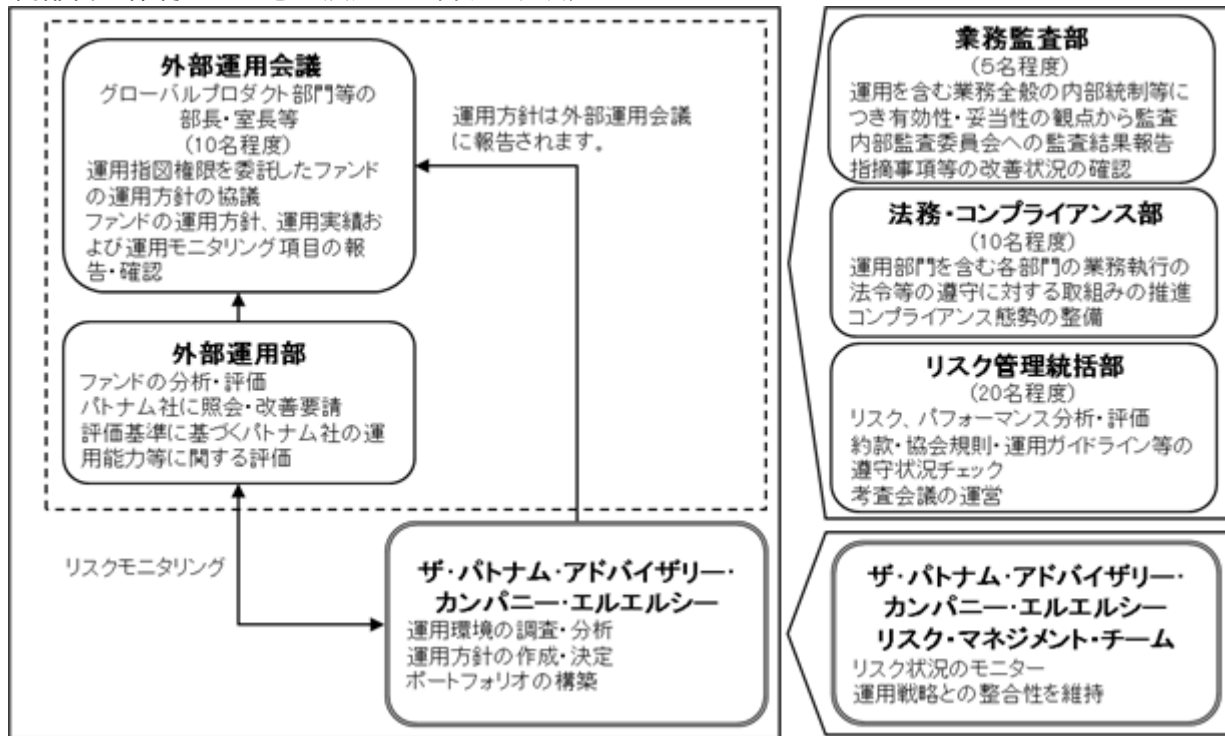 外部運用会議
グローバルプロダクト部門等の
部長・室長等
(10名程度)
運用指図権限を委託したファンド
の運用方針の協議
ファンドの運用方針、運用実績お
よび運用モニタリング項目の報
告・確認
運用方針は外部運用会議
に報告されます。
外部運用部
ファンドの分析・評価
パトナム社に照会・改善要請
評価基準に基づくパトナム社の運
用能力等に関する評価
リスクモニタリング
ザ・パトナム・アドバイザリー・
カンパニー・エルエルシー
運用環境の調査・分析
運用方針の作成・決定
ポートフォリオの構築
業務監査部
(5名程度)
運用を含む業務全般の内部統制等に
つき有効性・妥当性の観点から監査
内部監査委員会への監査結果報告
指摘事項等の改善状況の確認
法務・コンプライアンス部
(10名程度)
運用部門を含む各部門の業務執行の
法令等の遵守に対する取組みの推進
コンプライアンス態勢の整備
リスク管理統括部
(20名程度)
リスク、パフォーマンス分析・評価
約款・協会規則・運用ガイドライン等の
遵守状況チェック
考査会議の運営
ザ・パトナム・アドバイザリー・
カンパニー・エルエルシー
リスク・マネジメント・チーム
リスク状況のモニター
運用戦略との整合性を維持